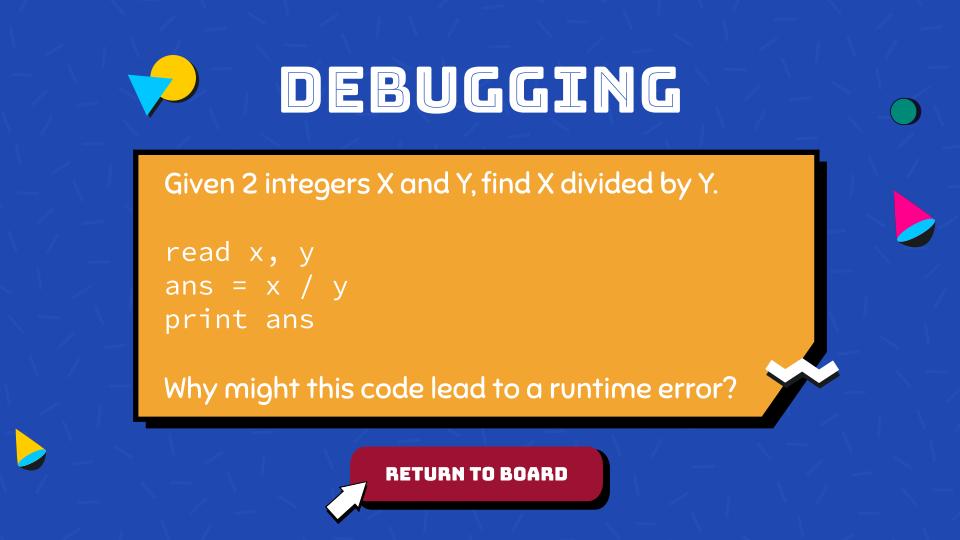 DEBUGGING
Given 2 integers X and Y, find X divided by Y.
read x, y
ans = x / y
print ans
Why might this code lead to a runtime error?
RETURN TO BOARD